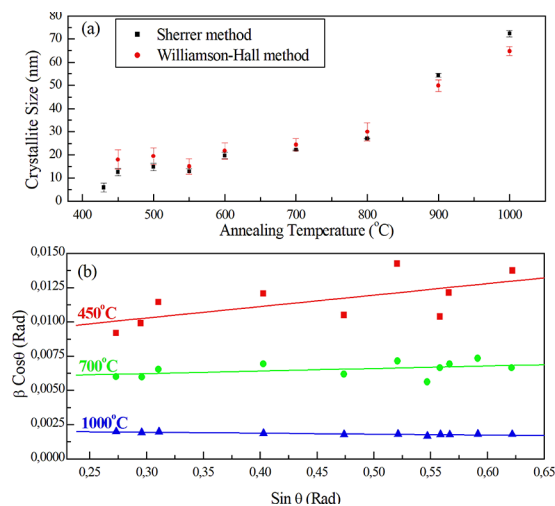 (a)
Sherrer method
Williamson-Hall method
Crystallite Size (nm)
80
70
60
50
40
30
20
10
0
400 500 600 700 800 900 1000
Annealing Temperature (°C)
(b)
β Cosθ (Rad)
0,0150
0,0125
0,0100
0,0075
0,0050
0,0025
0,0000
450°C
700°C
1000°C
0,25 0,30 0,35 0,40 0,45 0,50 0,55 0,60 0,65
Sin θ (Rad)